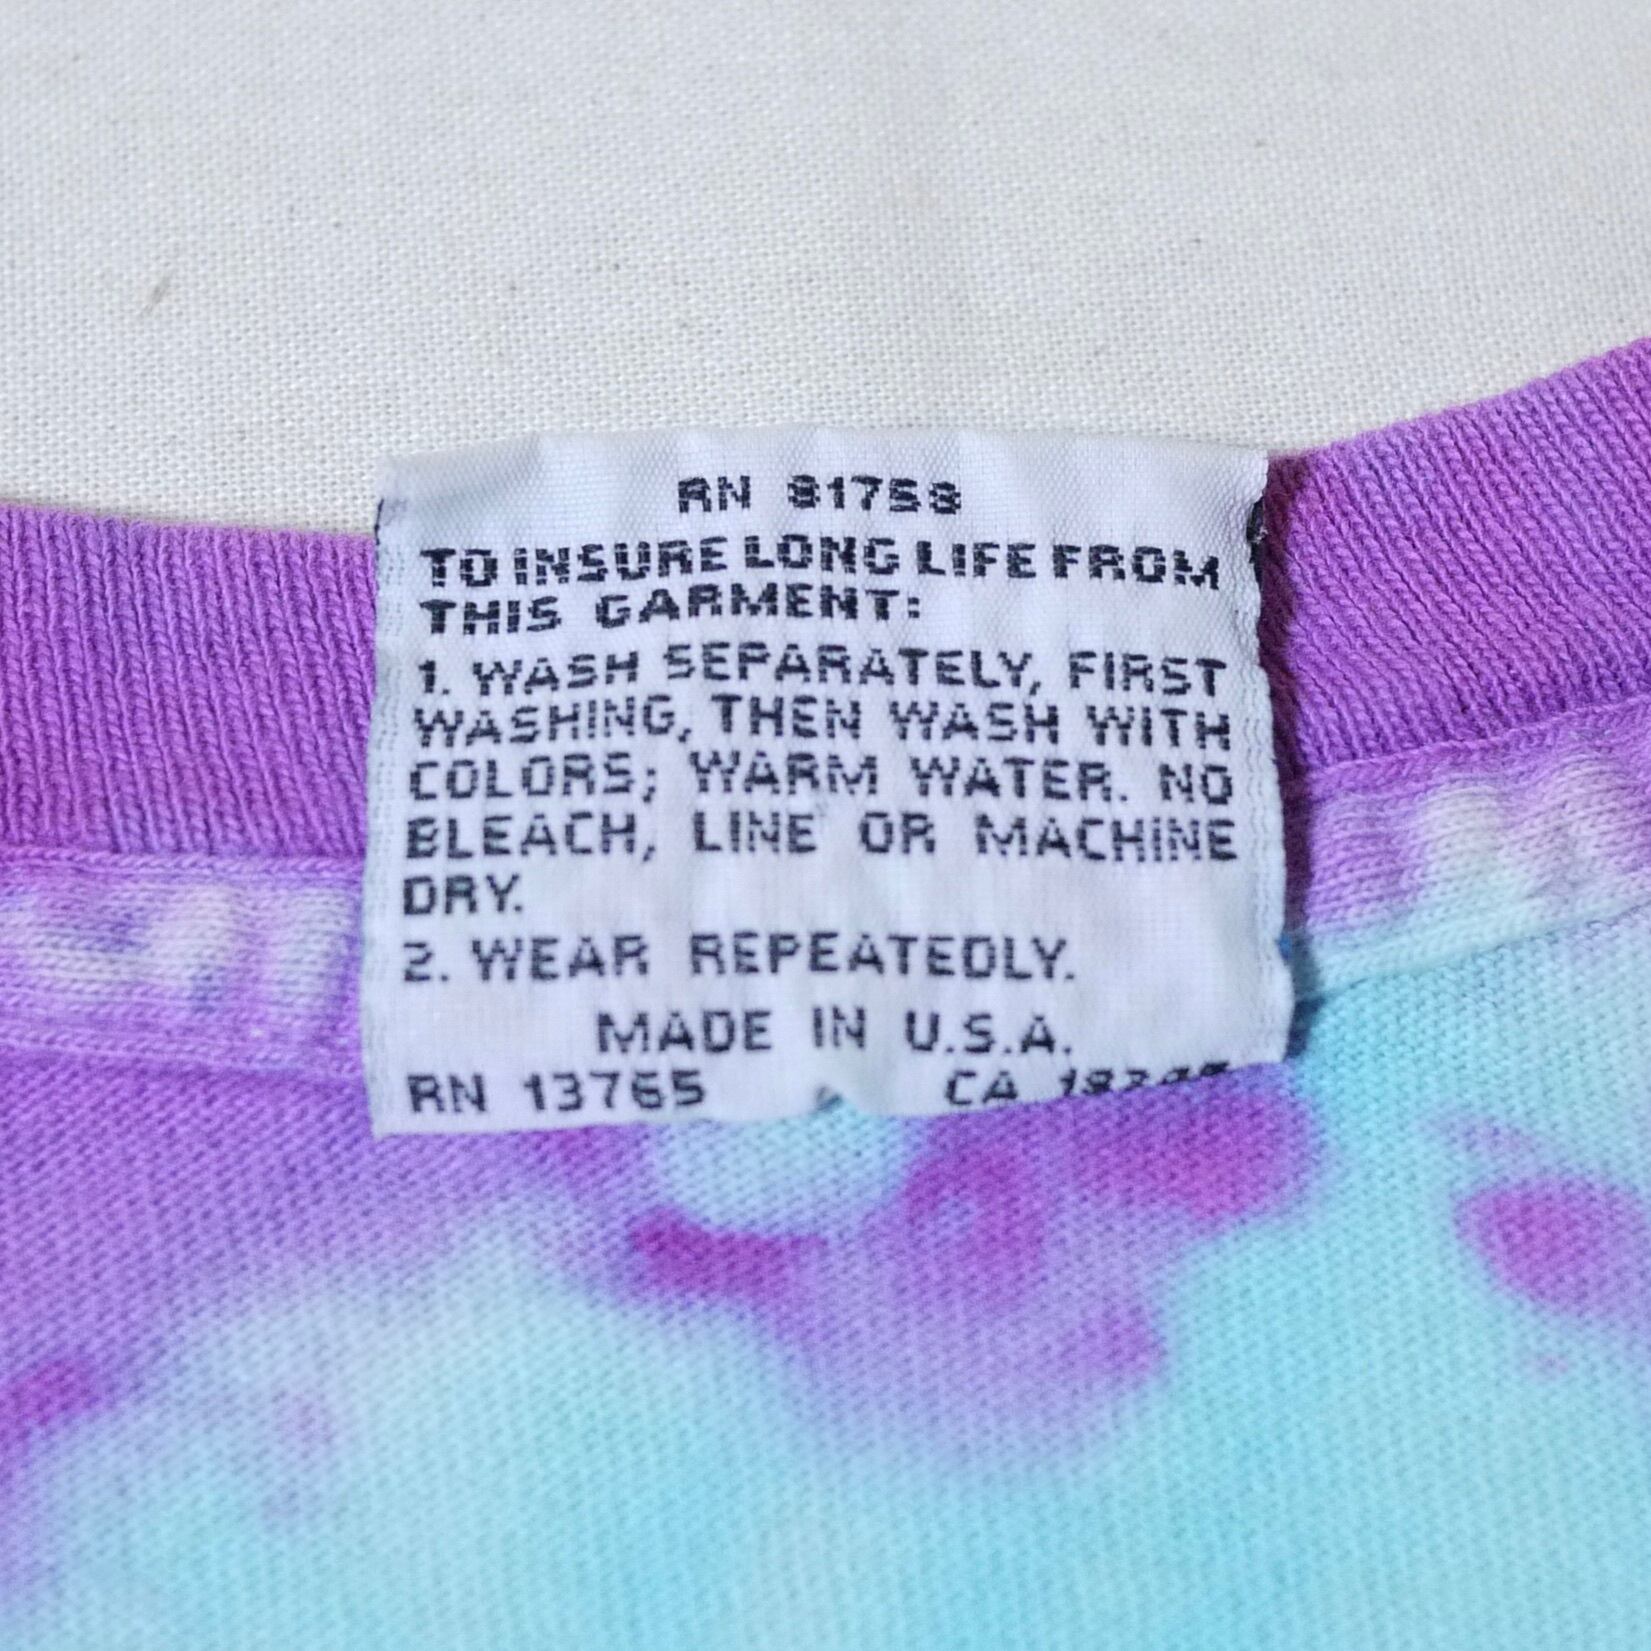 RN 81758
TO INSURE LONG LIFE FROM
THIS GARMENT:
1. WASH SEPARATELY, FIRST
WASHING, THEN WASH WITH
COLORS; WARM WATER. NO
BLEACH, LINE OR MACHINE
DRY.
2. WEAR REPEATEDLY.
MADE IN U.S.A.
RN 13765 CA